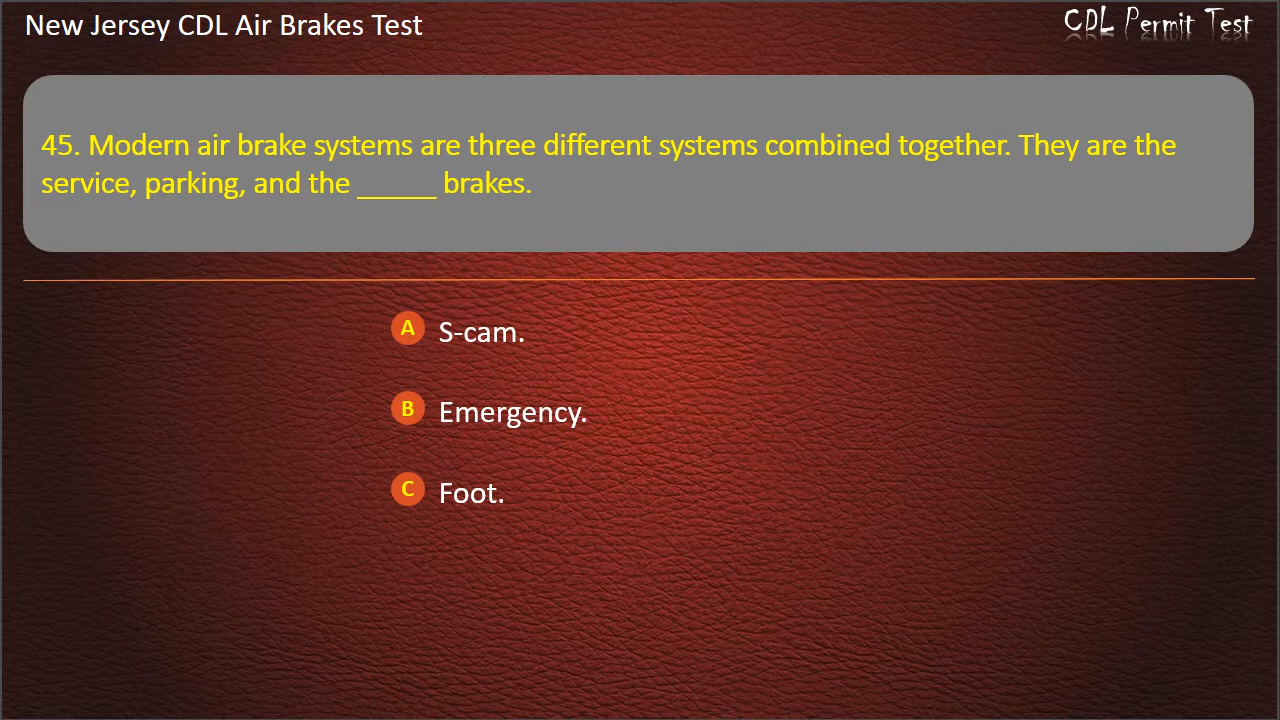 New Jersey CDL Air Brakes Test
CDL Permit Test
45. Modern air brake systems are three different systems combined together. They are the
service, parking, and the _____ brakes.
A S-cam.
B Emergency.
C Foot.